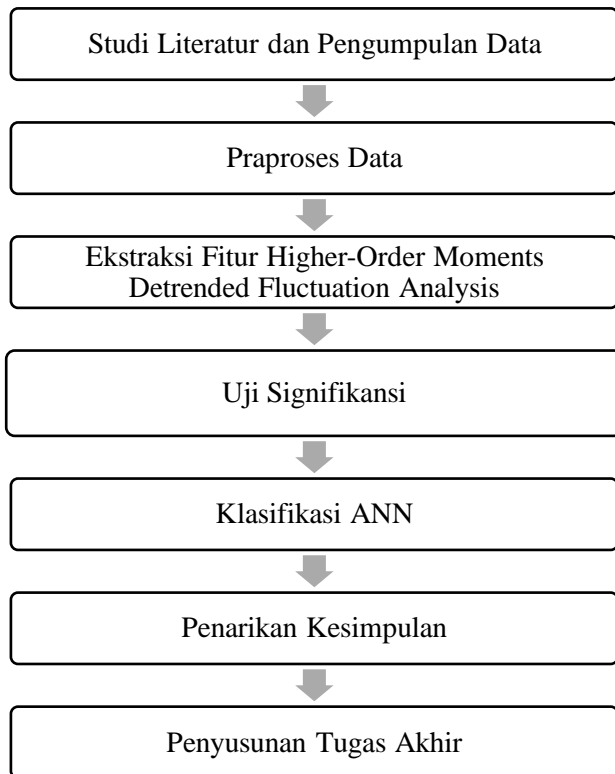 Studi Literatur dan Pengumpulan Data
Praproses Data
Ekstraksi Fitur Higher-Order Moments
Detrended Fluctuation Analysis
Uji Signifikansi
Klasifikasi ANN
Penarikan Kesimpulan
Penyusunan Tugas Akhir